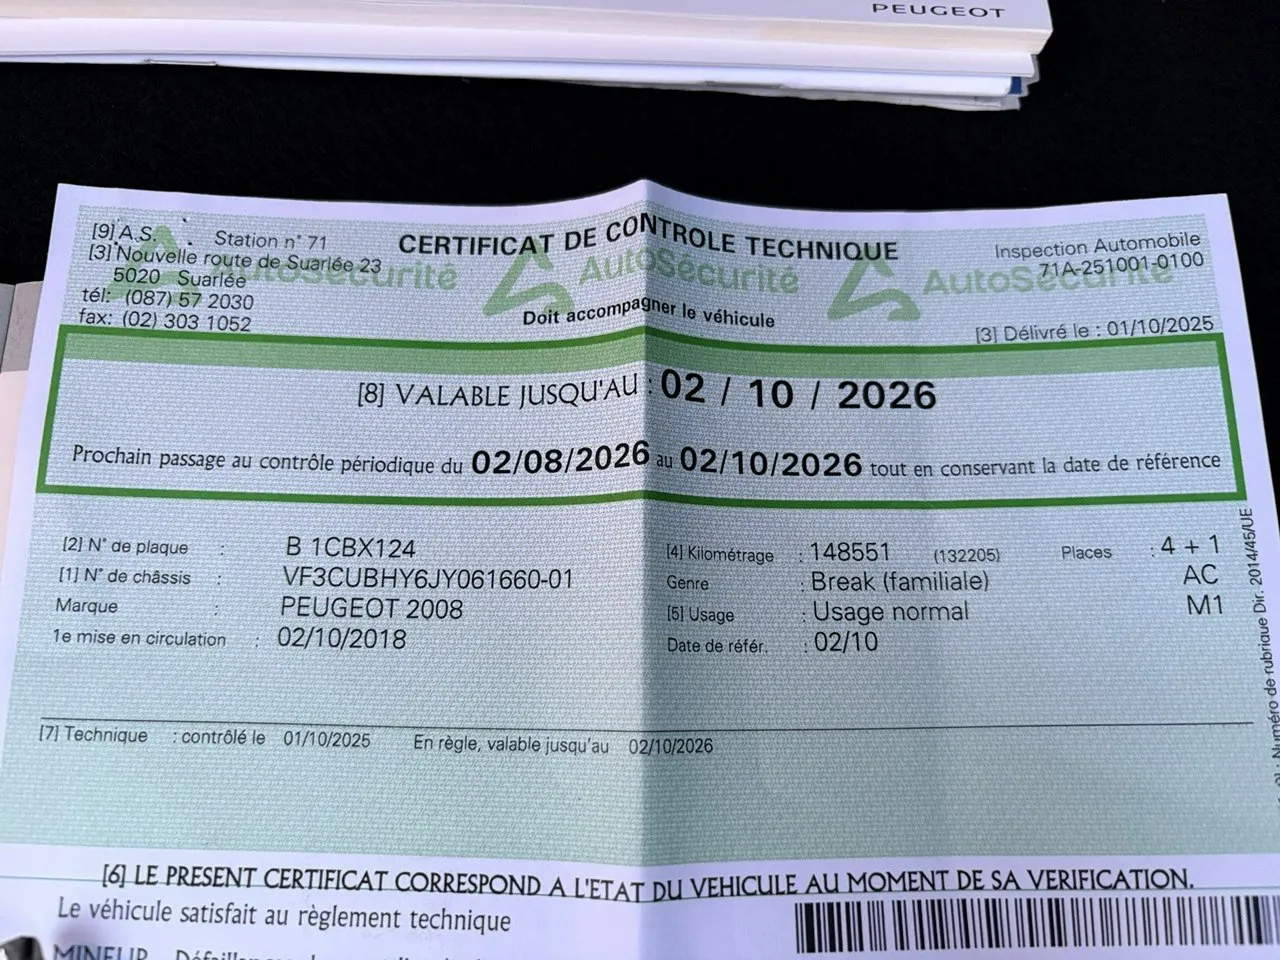 PEUGEOT
[9] A.S. Station n° 71
[3] Nouvelle route de Suarlée 23
5020 Suarlée
tél: (087) 57 2030
fax: (02) 303 1052
CERTIFICAT DE CONTROLE TECHNIQUE
AutoSécurité AutoSécurité AutoSécurité
Doit accompagner le véhicule
Inspection Automobile
71A-251001-0100
[3] Délivré le : 01/10/2025
[8] VALABLE JUSQU'AU : 02 / 10 / 2026
Prochain passage au contrôle périodique du 02/08/2026 au 02/10/2026 tout en conservant la date de référence
[2] N° de plaque : B 1CBX124
[1] N° de châssis : VF3CUBHY6JY061660-01
Marque : PEUGEOT 2008
1e mise en circulation : 02/10/2018
[4] Kilométrage : 148551 (132205) Places : 4 + 1
Genre : Break (familiale) AC
[5] Usage : Usage normal M1
Date de référ. : 02/10
[7] Technique : contrôlé le 01/10/2025 En règle, valable jusqu'au 02/10/2026
Numéro de rubrique Dir. 2014/45/UE
[6] LE PRESENT CERTIFICAT CORRESPOND A L'ETAT DU VEHICULE AU MOMENT DE SA VERIFICATION.
Le véhicule satisfait au règlement technique
MINEUR